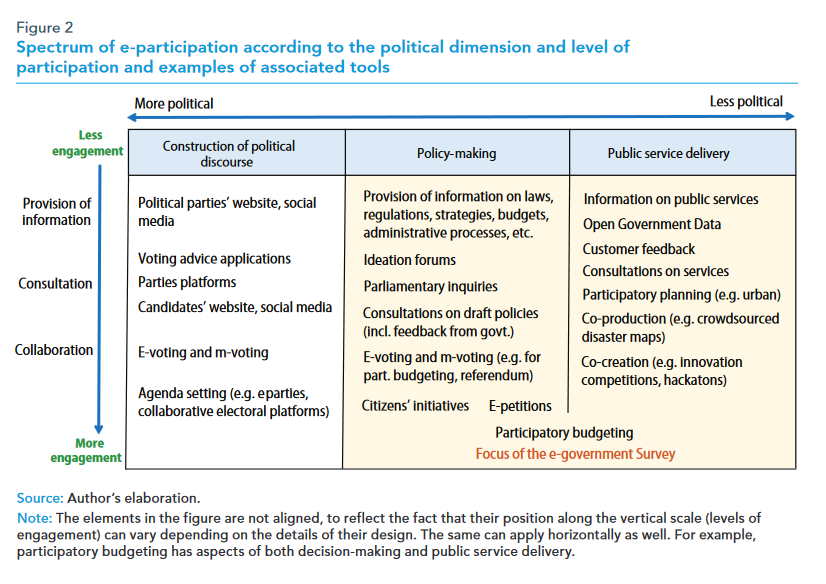 Figure 2
Spectrum of e-participation according to the political dimension and level of
participation and examples of associated tools
More political
Less political
Less
engagement
Construction of political
discourse
Policy-making
Public service delivery
Provision of
information
Political parties’ website, social
media
Provision of information on laws,
regulations, strategies, budgets,
administrative processes, etc.
Information on public services
Open Government Data
Customer feedback
Consultation
Voting advice applications
Parties platforms
Candidates’ website, social media
Ideation forums
Parliamentary inquiries
Consultations on draft policies
(incl. feedback from govt.)
Consultations on services
Participatory planning (e.g. urban)
Co-production (e.g. crowdsourced
disaster maps)
Collaboration
E-voting and m-voting
E-voting and m-voting (e.g. for
part. budgeting, referendum)
Co-creation (e.g. innovation
competitions, hackatons)
Agenda setting (e.g. eparties,
collaborative electoral platforms)
Citizens’ initiatives
E-petitions
Participatory budgeting
More
engagement
Focus of the e-government Survey
Source: Author’s elaboration.
Note: The elements in the figure are not aligned, to reflect the fact that their position along the vertical scale (levels of
engagement) can vary depending on the details of their design. The same can apply horizontally as well. For example,
participatory budgeting has aspects of both decision-making and public service delivery.